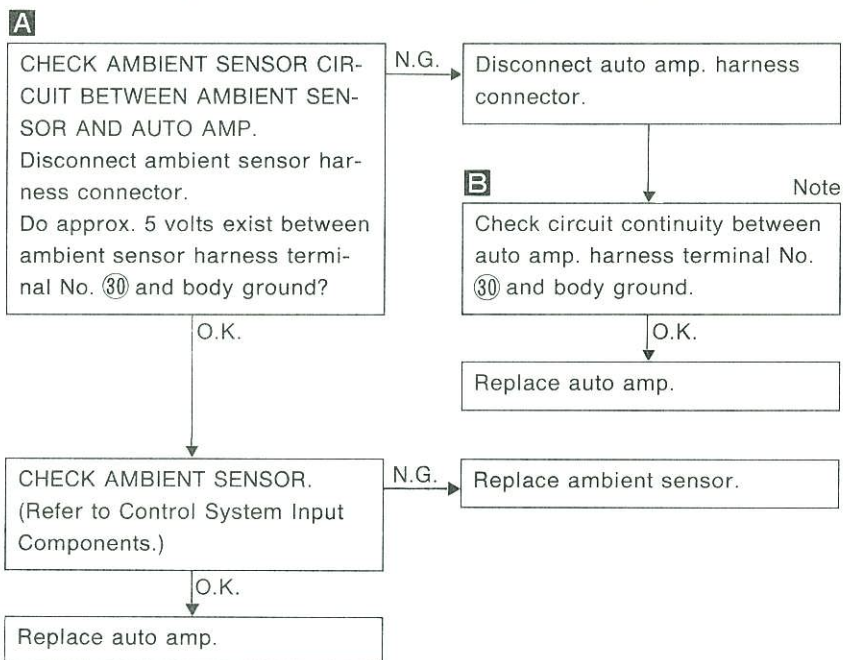 A
CHECK AMBIENT SENSOR CIR-
CUIT BETWEEN AMBIENT SEN-
SOR AND AUTO AMP.
Disconnect ambient sensor har-
ness connector.
Do approx. 5 volts exist between
ambient sensor harness termi-
nal No. ㉚ and body ground?
N.G.
Disconnect auto amp. harness
connector.
B
Note
Check circuit continuity between
auto amp. harness terminal No.
㉚ and body ground.
O.K.
Replace auto amp.
O.K.
CHECK AMBIENT SENSOR.
(Refer to Control System Input
Components.)
N.G.
Replace ambient sensor.
O.K.
Replace auto amp.